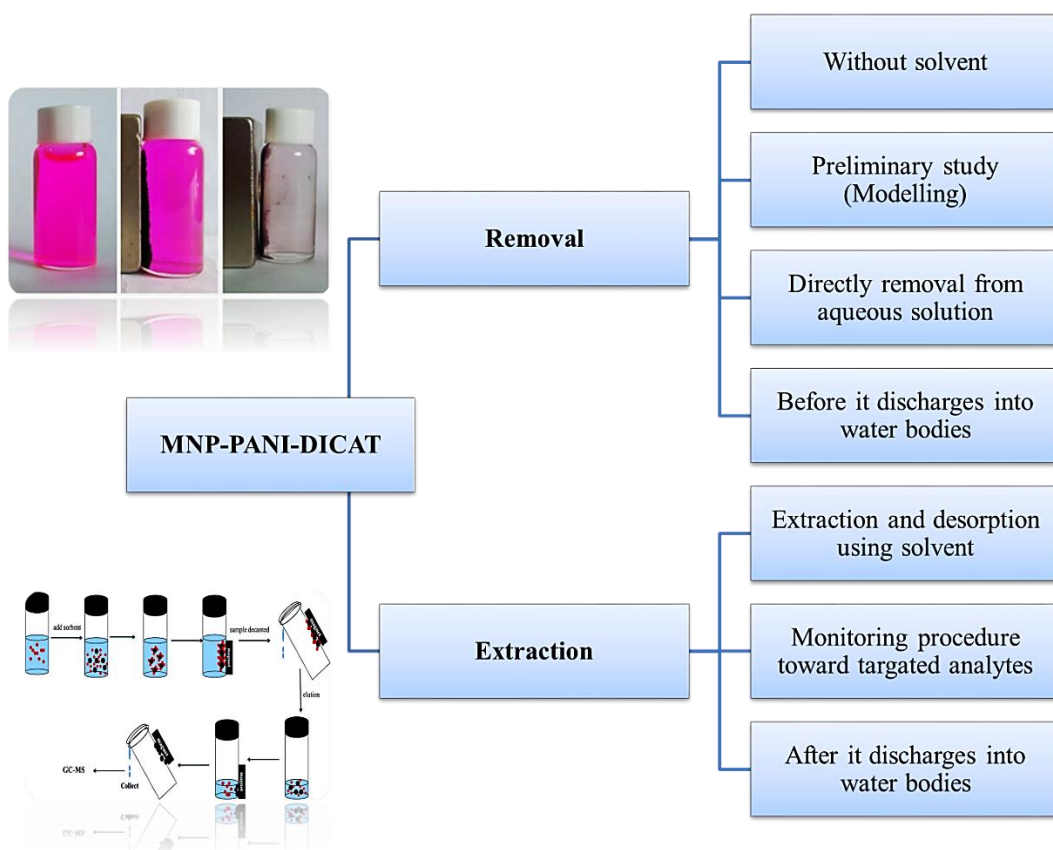 Without solvent
Preliminary study
(Modelling)
Removal
Directly removal from
aqueous solution
Before it discharges into
water bodies
MNP-PANI-DICAT
Extraction and desorption
using solvent
Extraction
Monitoring procedure
toward targated analytes
After it discharges into
water bodies
add sorbent
sample decanted
elution
GC-MS
Collect